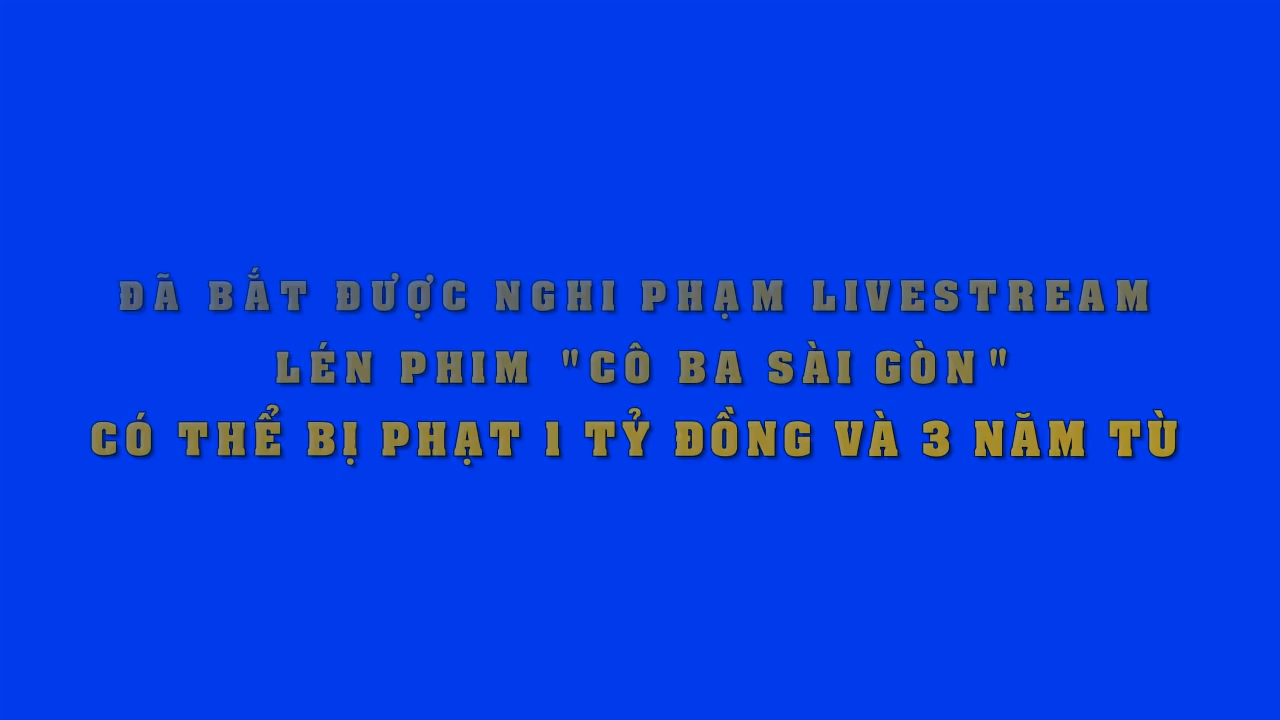 ĐÃ BẮT ĐƯỢC NGHI PHẠM LIVESTREAM
LÉN PHIM "CÔ BA SÀI GÒN"
CÓ THỂ BỊ PHẠT 1 TỶ ĐỒNG VÀ 3 NĂM TÙ